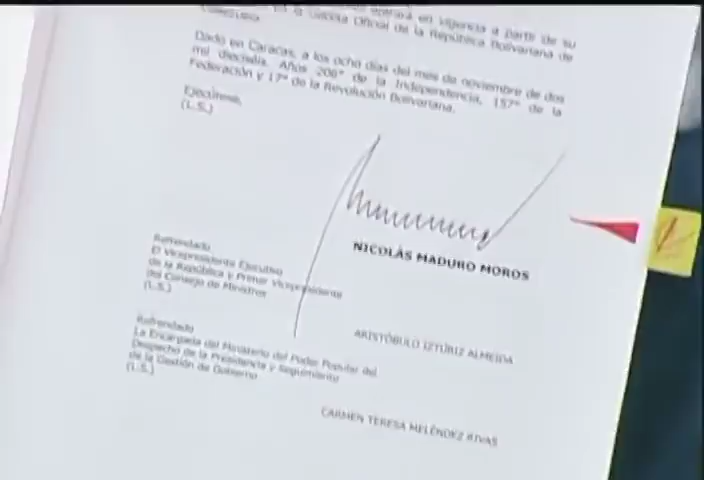 entrará en vigencia a partir de su
en la Gaceta Oficial de la República Bolivariana de
Venezuela.
Dado en Caracas, a los ocho días del mes de noviembre de dos
mil dieciséis. Años 206° de la Independencia, 157° de la
Federación y 17° de la Revolución Bolivariana.
Ejecútese,
(L.S.)
NICOLÁS MADURO MOROS
Refrendado
El Vicepresidente Ejecutivo
de la República y Primer Vicepresidente
del Consejo de Ministros
(L.S.)
ARISTÓBULO IZTÚRIZ ALMEIDA
Refrendado
La Encargada del Ministerio del Poder Popular del
Despacho de la Presidencia y Seguimiento
de la Gestión de Gobierno
(L.S.)
CARMEN TERESA MELÉNDEZ RIVAS